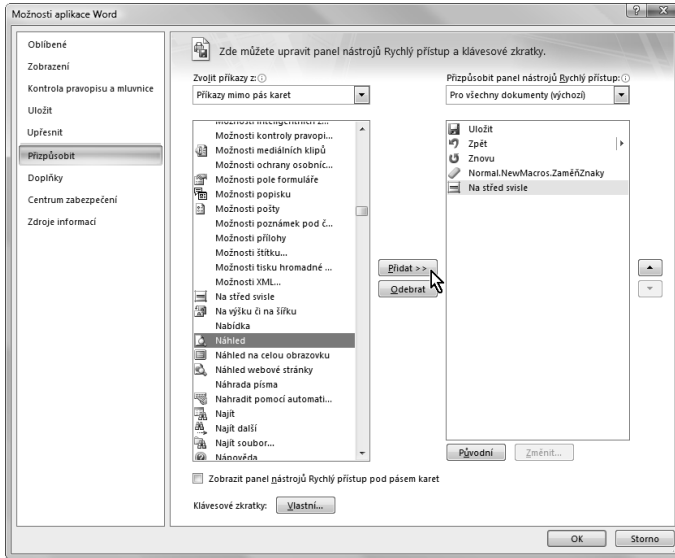 Možnosti aplikace Word
Oblíbené
Zobrazení
Kontrola pravopisu a mluvnice
Uložit
Upřesnit
Přizpůsobit
Doplňky
Centrum zabezpečení
Zdroje informací
Zde můžete upravit panel nástrojů Rychlý přístup a klávesové zkratky.
Zvolit příkazy z:
Příkazy mimo pás karet
Možnosti inteligentních z...
Možnosti kontroly pravopi...
Možnosti mediálních klipů
Možnosti ochrany osobníc...
Možnosti pole formuláře
Možnosti popisku
Možnosti pošty
Možnosti poznámek pod č...
Možnosti přílohy
Možnosti štítku...
Možnosti tisku hromadné ...
Možnosti XML...
Na střed svisle
Na výšku či na šířku
Nabídka
Náhled
Náhled na celou obrazovku
Náhled webové stránky
Náhrada písma
Nahradit pomocí automati...
Najít
Najít další
Najít soubor...
Nápověda
Přidat >>
Odebrat
Přizpůsobit panel nástrojů Rychlý přístup:
Pro všechny dokumenty (výchozí)
Uložit
Zpět
Znovu
Normal.NewMacros.ZaměňZnaky
Na střed svisle
Původní
Změnit...
Zobrazit panel nástrojů Rychlý přístup pod pásem karet
Klávesové zkratky:
Vlastní...
OK
Storno